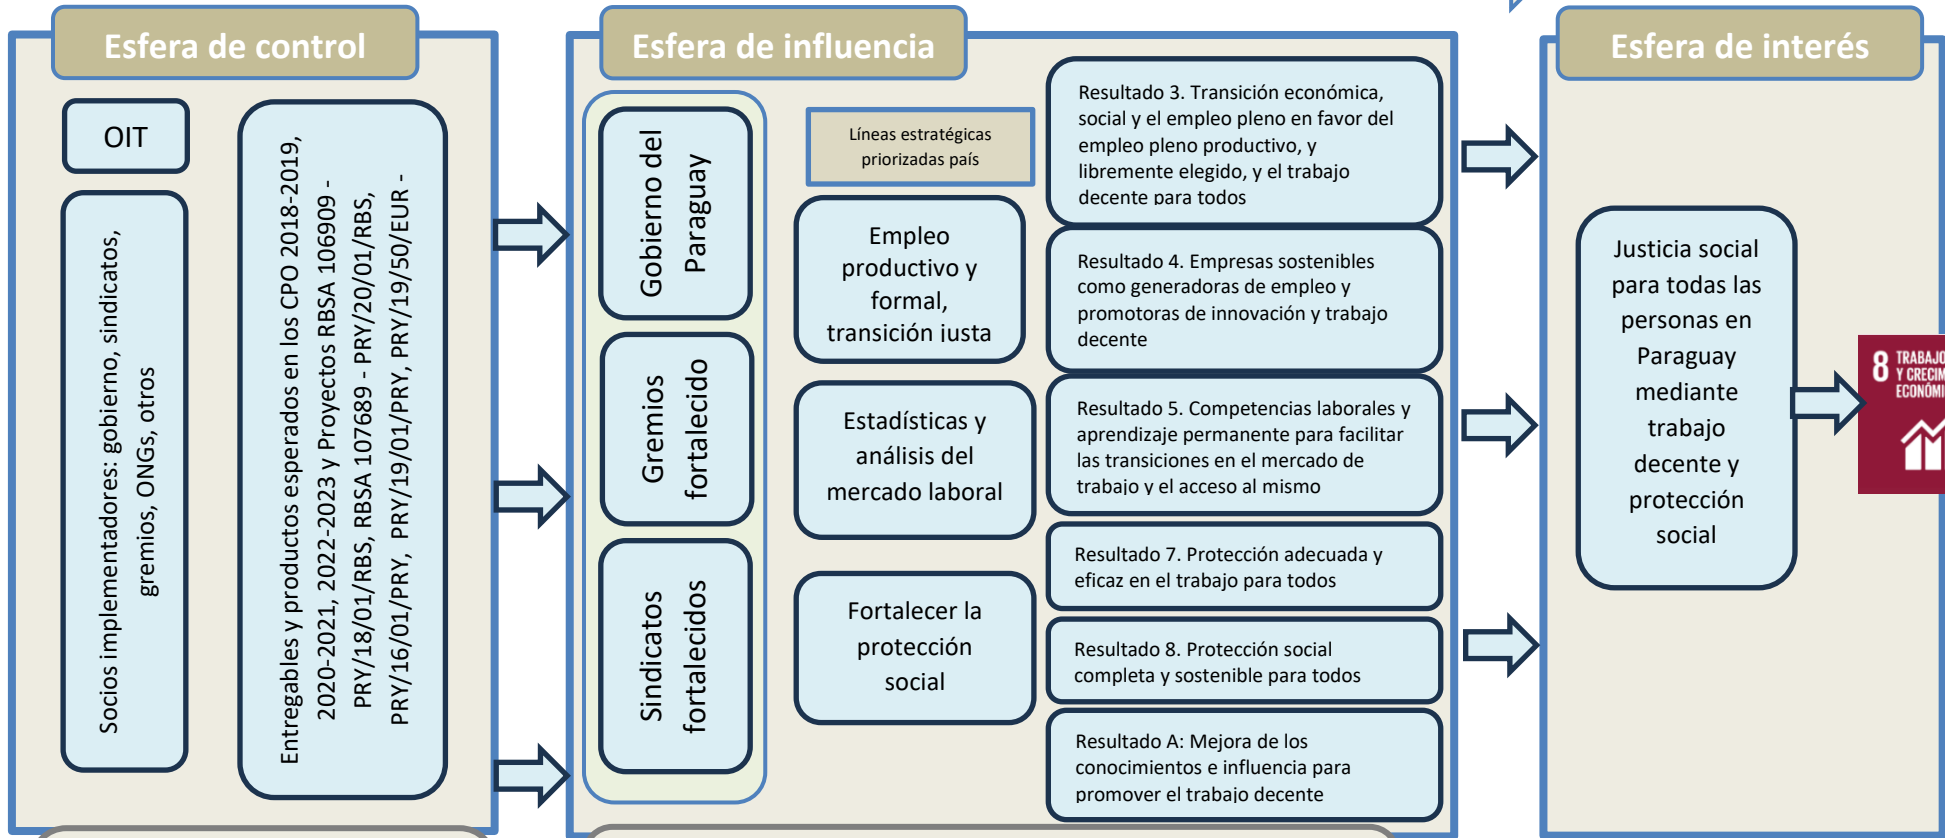 Esfera de control
OIT
Socios implementadores: gobierno, sindicatos,
gremios, ONGs, otros
Entregables y productos esperados en los CPO 2018-2019,
2020-2021, 2022-2023 y Proyectos RBSA 106909 -
PRY/18/01/RBS, RBSA 107689 - PRY/20/01/RBS,
PRY/16/01/PRY, PRY/19/01/PRY, PRY/19/50/EUR -
Esfera de influencia
Gobierno del
Paraguay
Gremios
fortalecido
Sindicatos
fortalecidos
Líneas estratégicas
priorizadas país
Empleo
productivo y
formal,
transición justa
Estadísticas y
análisis del
mercado laboral
Fortalecer la
protección
social
Resultado 3. Transición económica,
social y el empleo pleno en favor del
empleo pleno productivo, y
libremente elegido, y el trabajo
decente para todos
Resultado 4. Empresas sostenibles
como generadoras de empleo y
promotoras de innovación y trabajo
decente
Resultado 5. Competencias laborales y
aprendizaje permanente para facilitar
las transiciones en el mercado de
trabajo y el acceso al mismo
Resultado 7. Protección adecuada y
eficaz en el trabajo para todos
Resultado 8. Protección social
completa y sostenible para todos
Resultado A: Mejora de los
conocimientos e influencia para
promover el trabajo decente
Esfera de interés
Justicia social
para todas las
personas en
Paraguay
mediante
trabajo
decente y
protección
social
8 TRABAJO
Y CRECIM
ECONÓMI